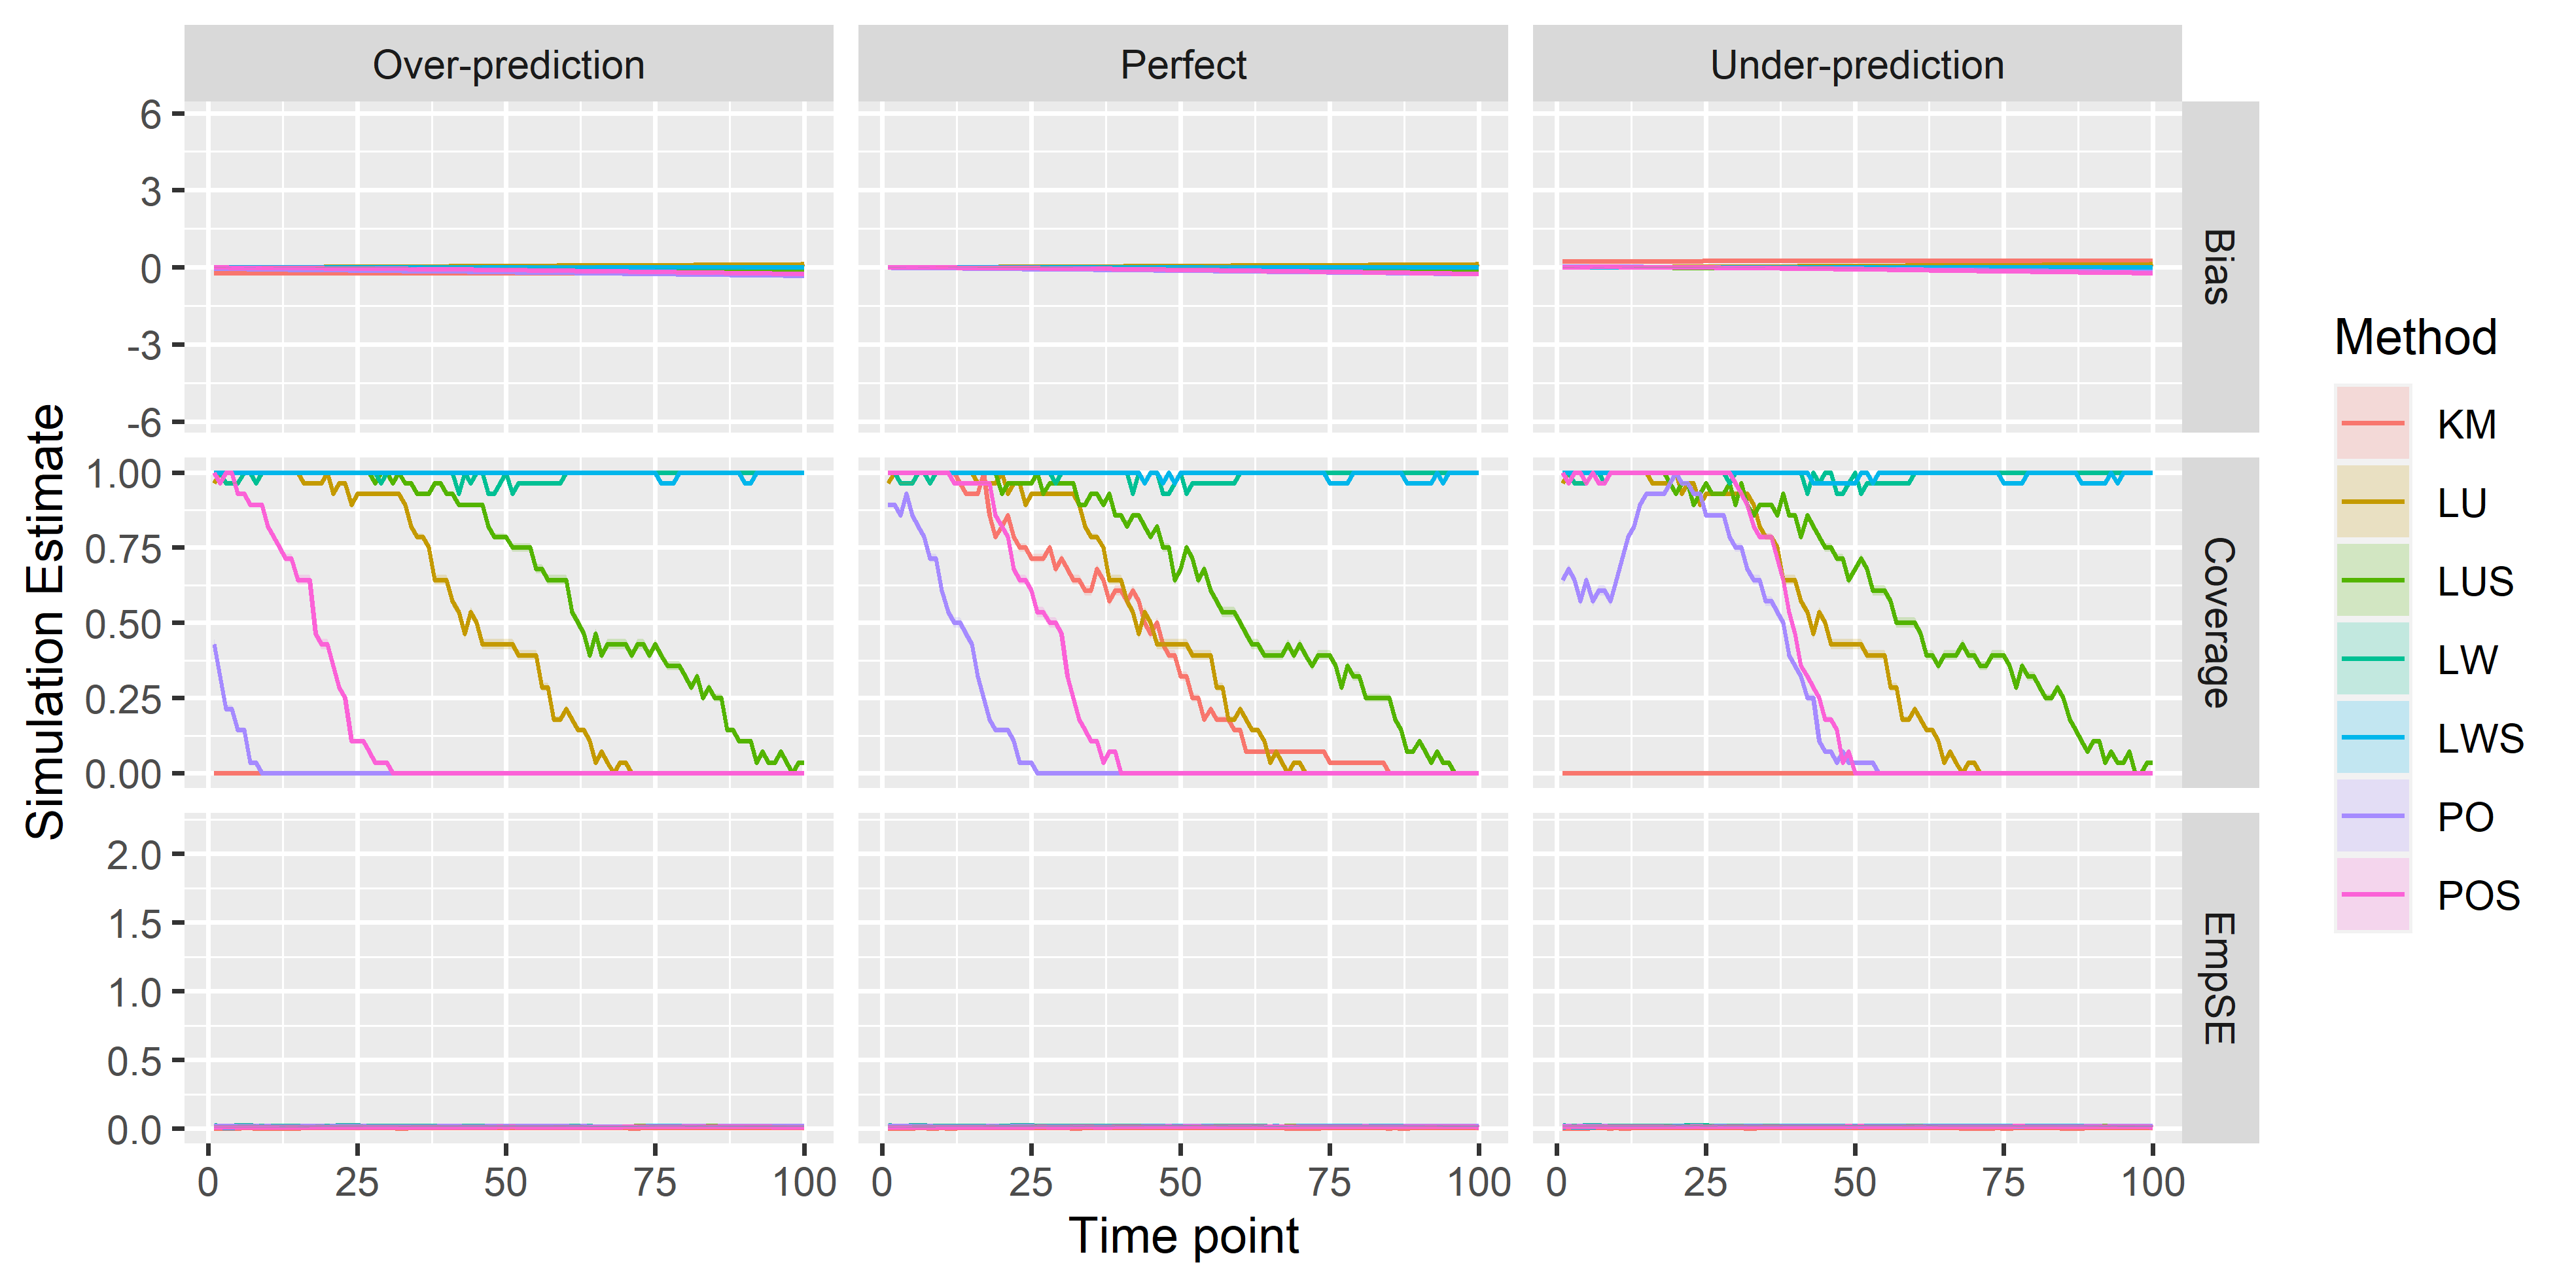 Over-prediction
Perfect
Under-prediction
6
3
0
-3
-6
Bias
1.00
0.75
0.50
0.25
0.00
Coverage
2.0
1.5
1.0
0.5
0.0
EmpSE
0 25 50 75 100
0 25 50 75 100
0 25 50 75 100
Time point
Simulation Estimate
Method
KM
LU
LUS
LW
LWS
PO
POS